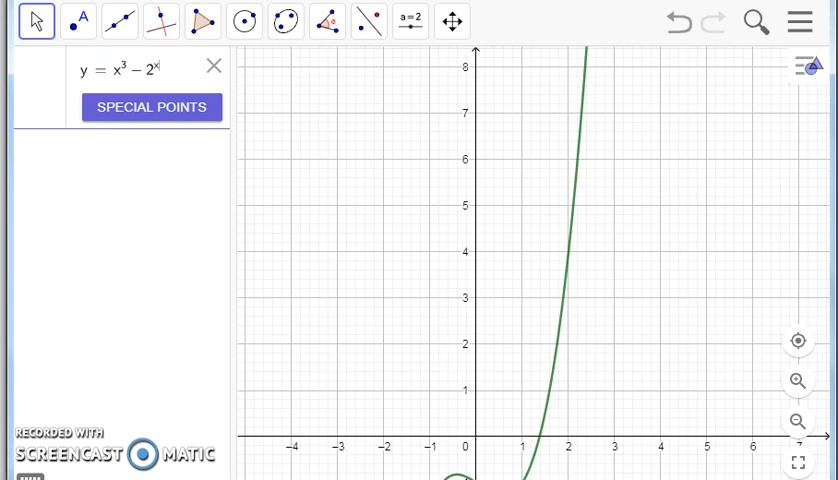 A
a = 2
y = x³ − 2ˣ
SPECIAL POINTS
8
7
6
5
4
3
2
1
−4 −3 −2 −1 0 1 2 3 4 5 6 7
RECORDED WITH
SCREENCAST MATIC